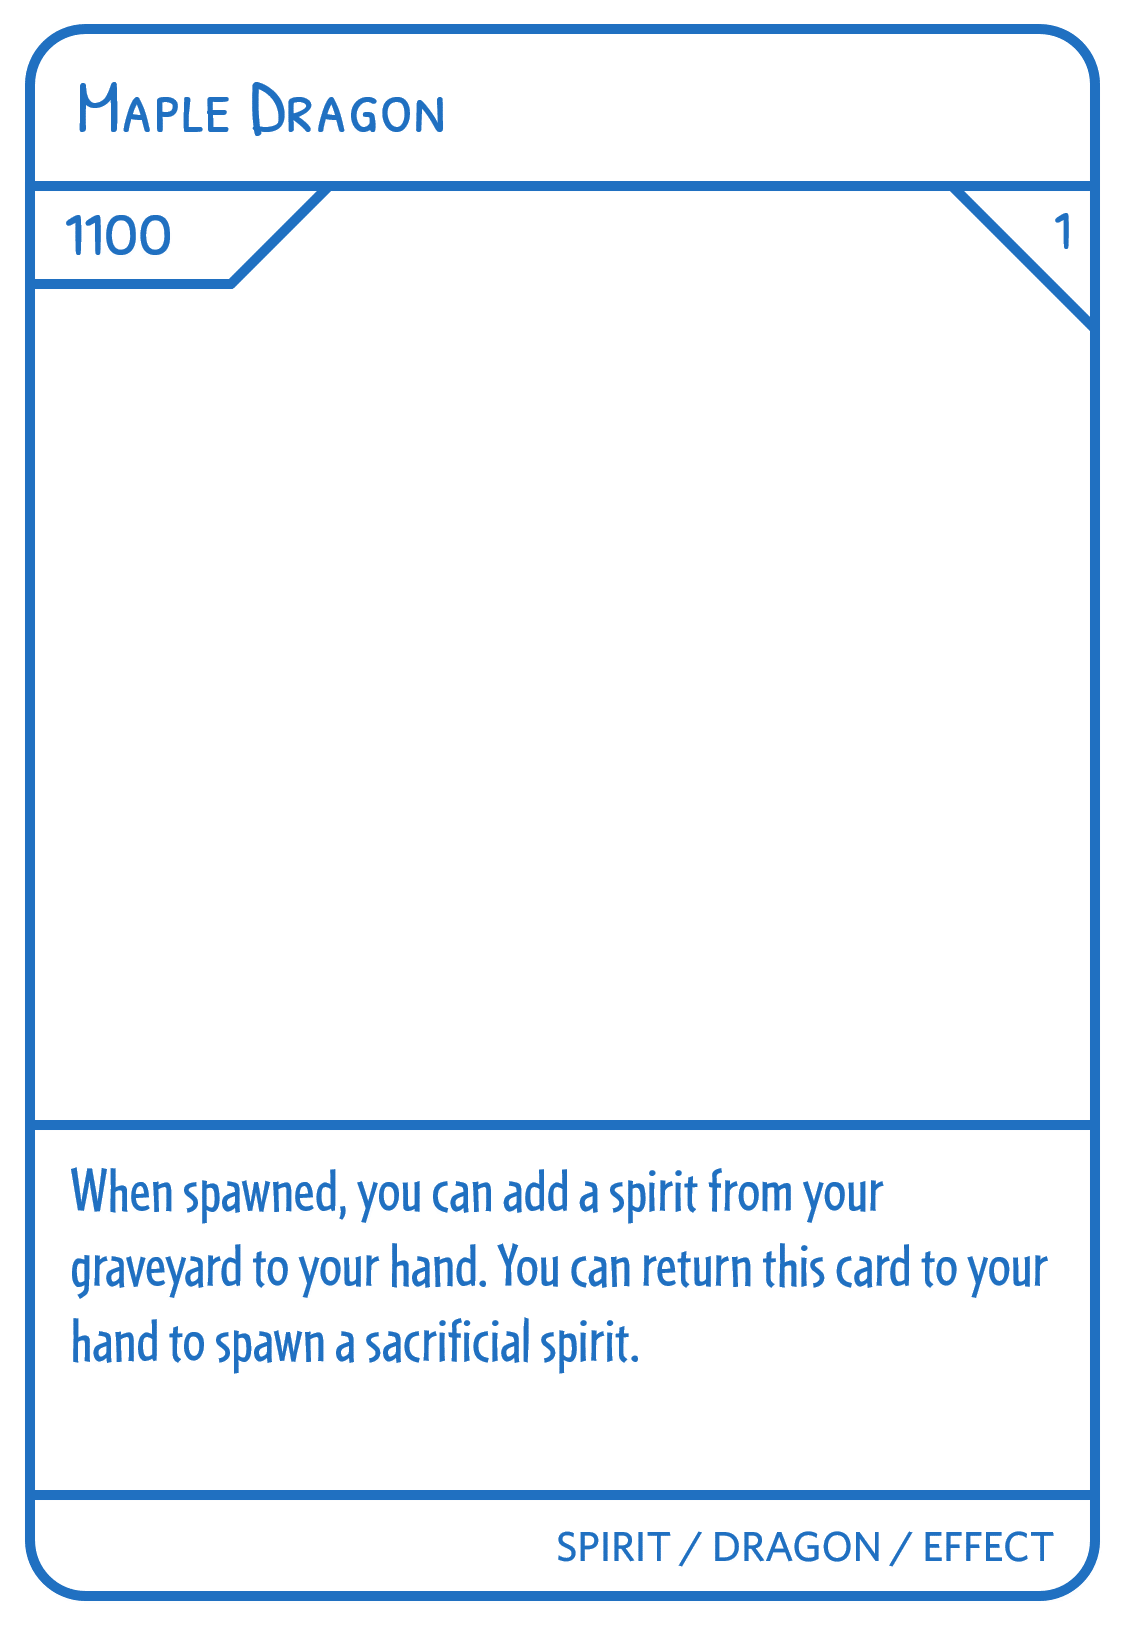 Maple Dragon
1100
1
When spawned, you can add a spirit from your
graveyard to your hand. You can return this card to your
hand to spawn a sacrificial spirit.
SPIRIT / DRAGON / EFFECT